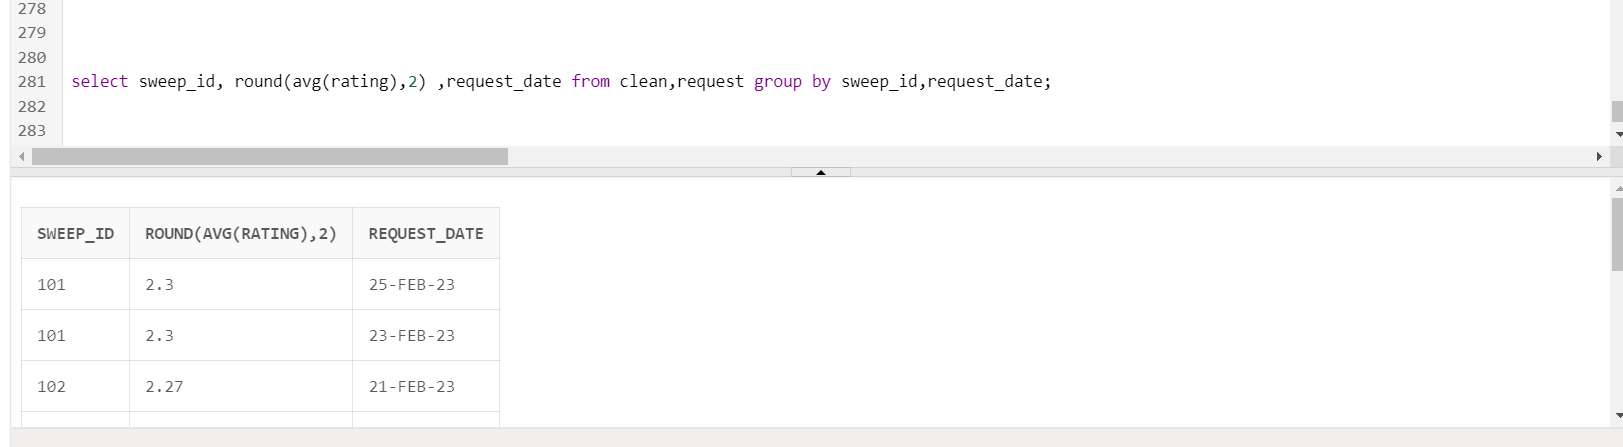 278
279
280
281 select sweep_id, round(avg(rating),2) ,request_date from clean,request group by sweep_id,request_date;
282
283
SWEEP_ID ROUND(AVG(RATING),2) REQUEST_DATE
101 2.3 25-FEB-23
101 2.3 23-FEB-23
102 2.27 21-FEB-23